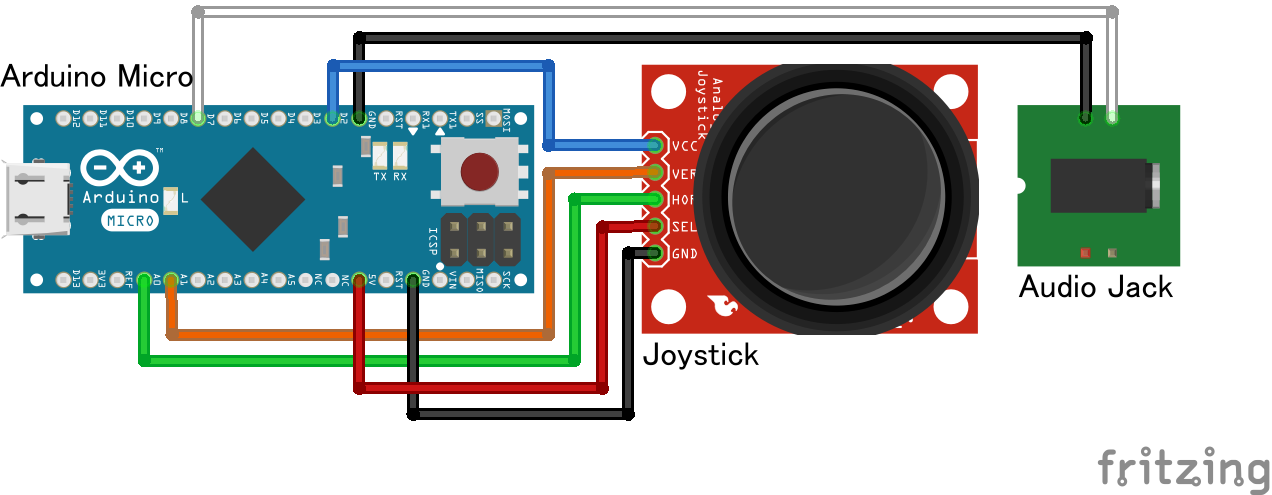 Arduino Micro
D12 D11 D10 D9 D8 D7 D6 D5 D4 D3 D2 GND RST RX1 TX1 SS MOSI
TM
TX RX
Arduino
L
MICRO
ICSP
D13 3V3 REF A0 A1 A2 A3 A4 A5 NC NC 5V RST GND VIN MISO SCK
Joystick
VCC
VER
HOR
SEL
GND
Joystick
Audio Jack
fritzing